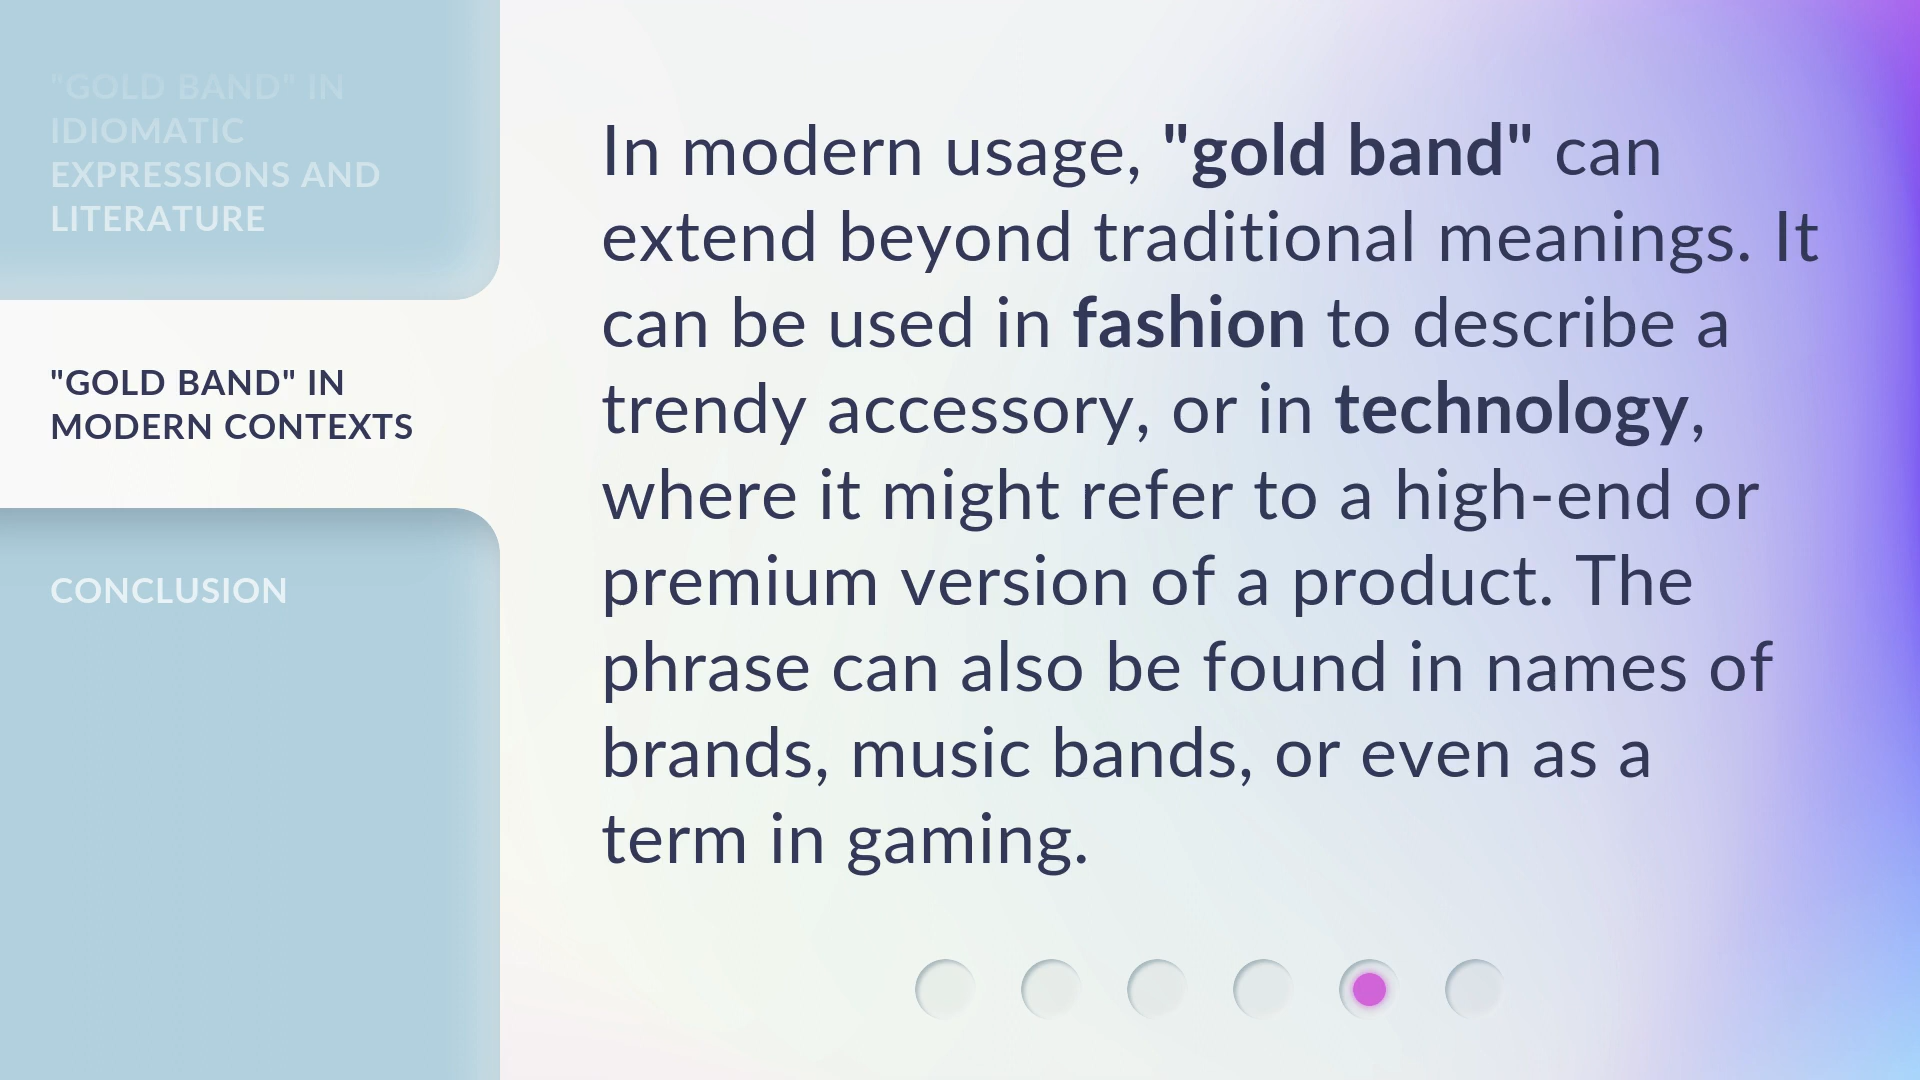 "GOLD BAND" IN
IDIOMATIC
EXPRESSIONS AND
LITERATURE
"GOLD BAND" IN
MODERN CONTEXTS
CONCLUSION
In modern usage, "gold band" can
extend beyond traditional meanings. It
can be used in fashion to describe a
trendy accessory, or in technology,
where it might refer to a high-end or
premium version of a product. The
phrase can also be found in names of
brands, music bands, or even as a
term in gaming.